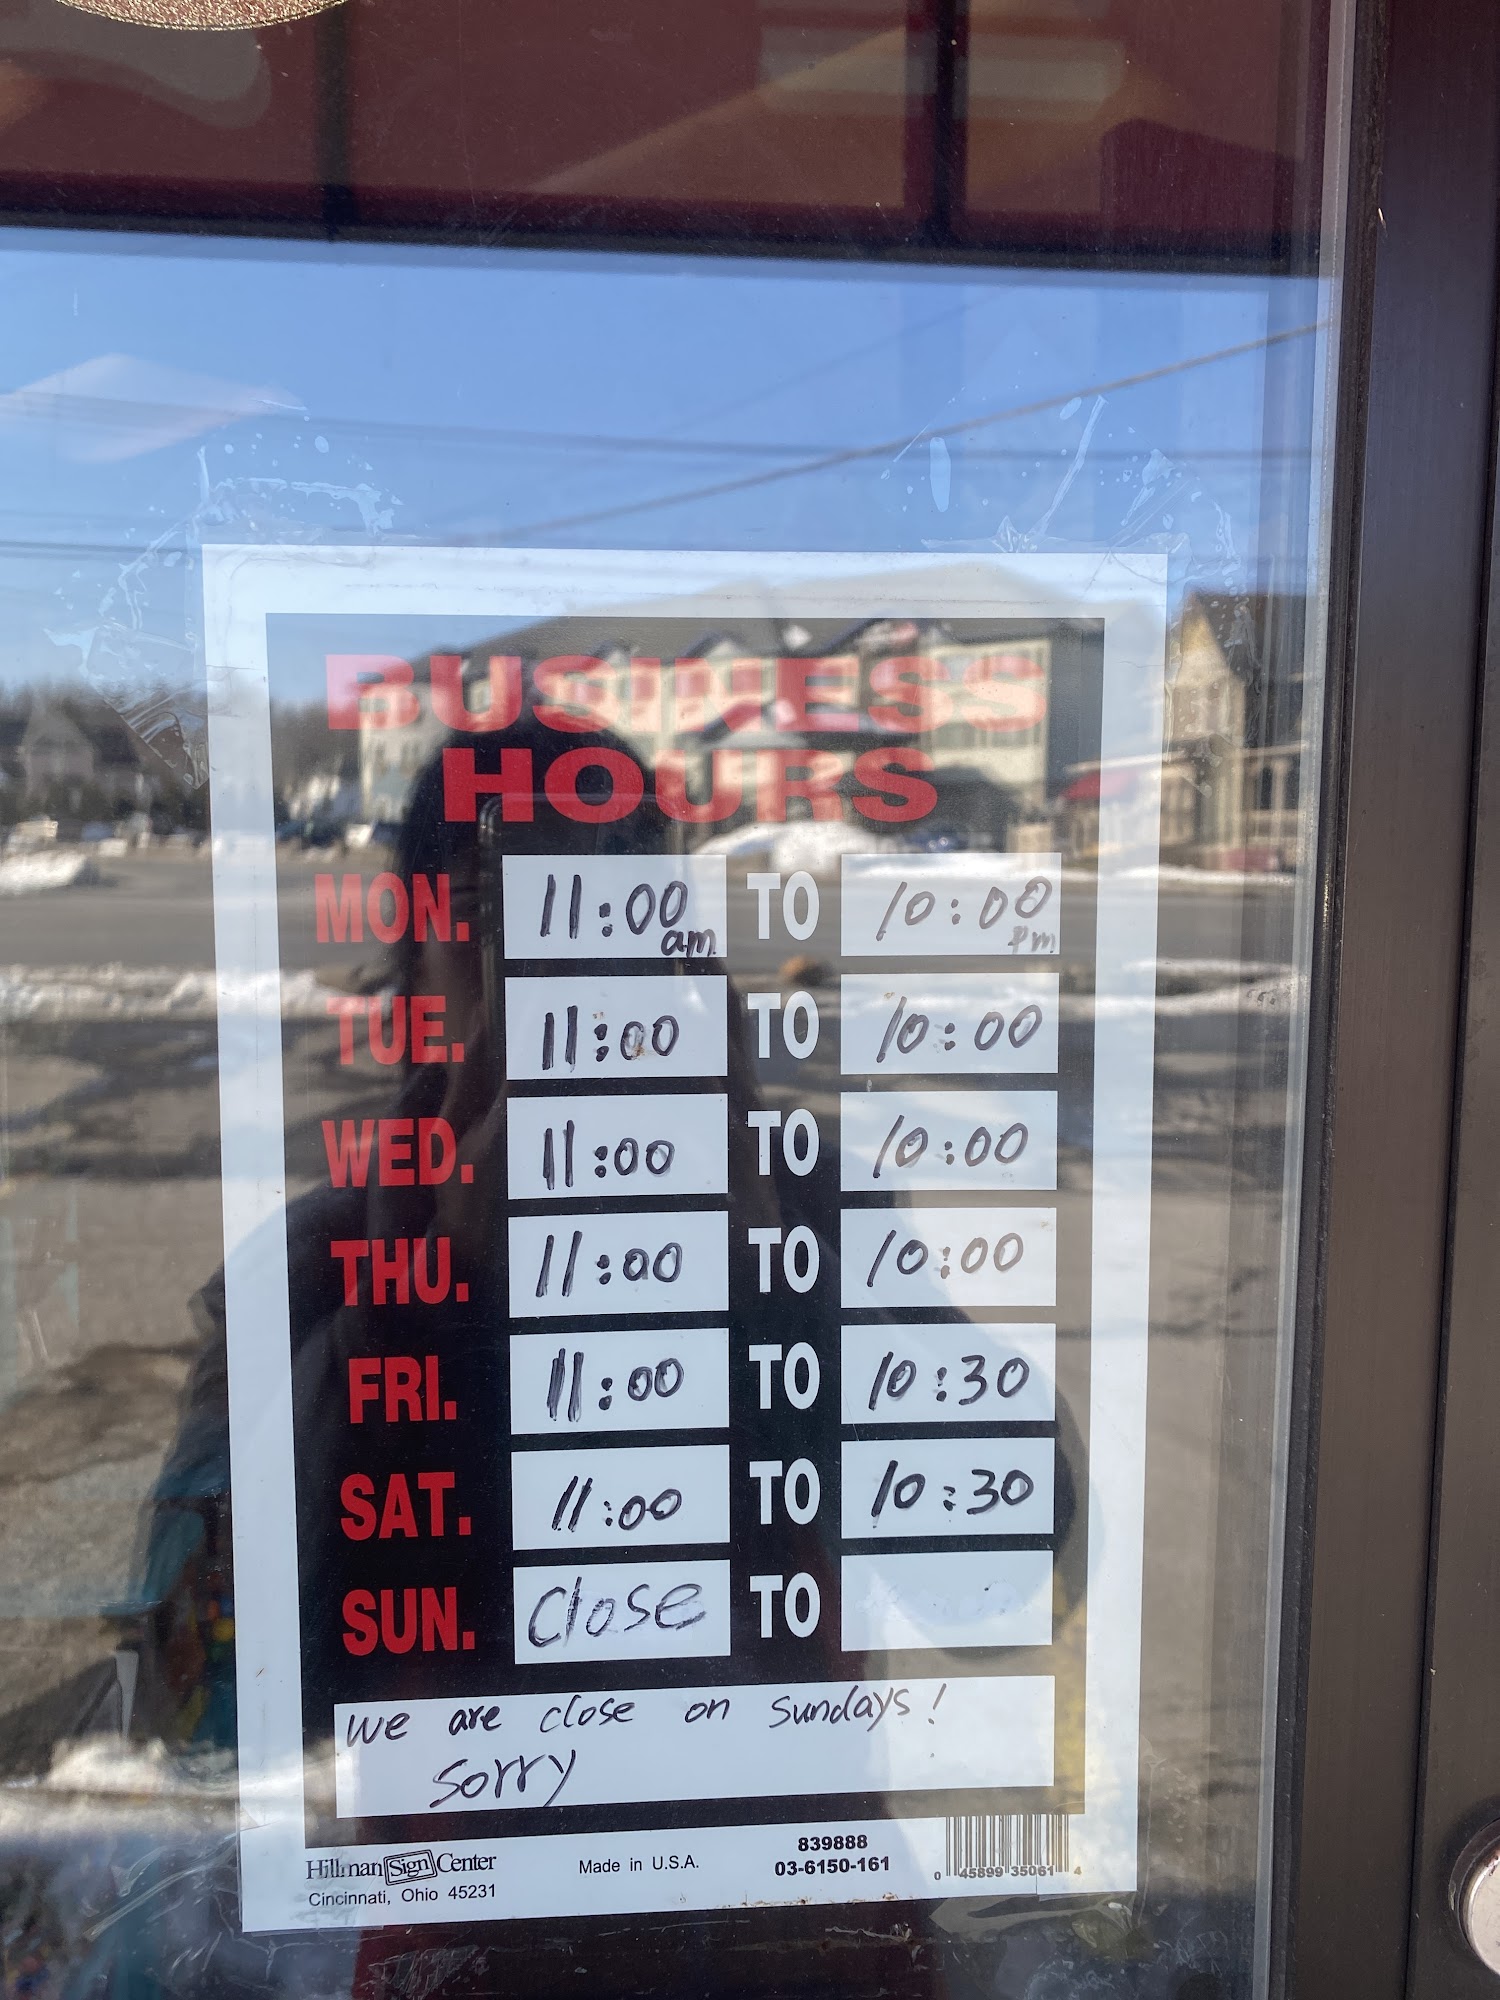 BUSINESS
HOURS
MON. 11:00 am TO 10:00 pm
TUE. 11:00 TO 10:00
WED. 11:00 TO 10:00
THU. 11:00 TO 10:00
FRI. 11:00 TO 10:30
SAT. 11:00 TO 10:30
SUN. Close TO
We are close on Sundays!
Sorry
Hillman Sign Center
Cincinnati, Ohio 45231
Made in U.S.A.
839888
03-6150-161
0 45899 35061 4